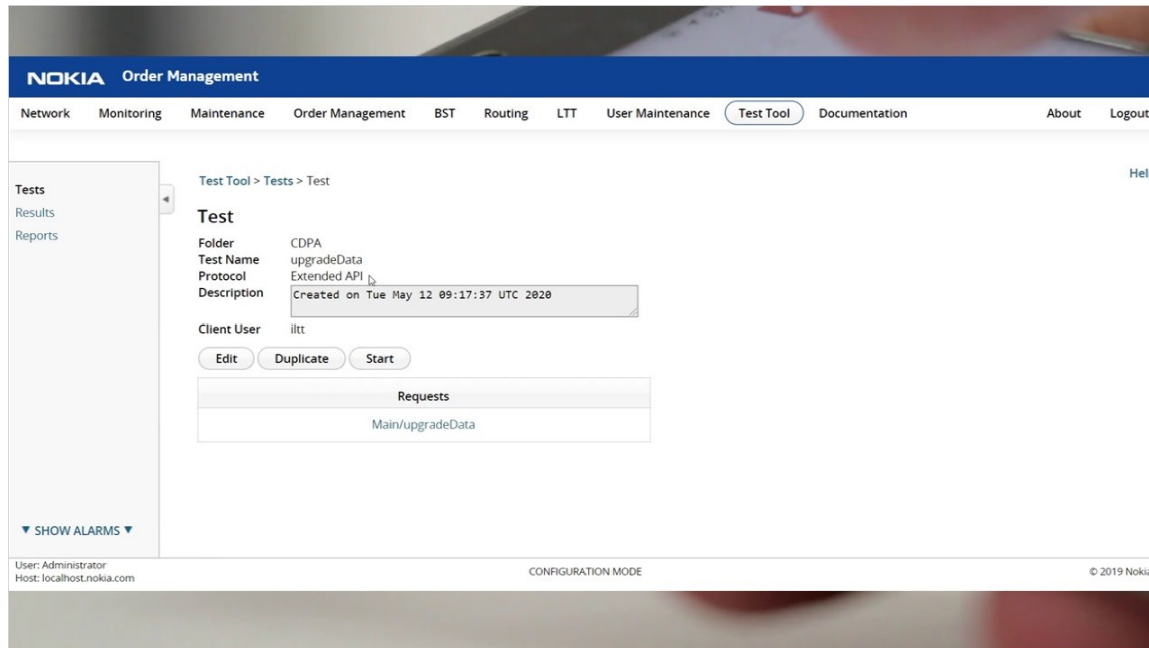 NOKIA Order Management
Network Monitoring Maintenance Order Management BST Routing LTT User Maintenance Test Tool Documentation About Logout
Test Tool > Tests > Test
Tests
Results
Reports
Test
Folder CDPA
Test Name upgradeData
Protocol Extended API
Description Created on Tue May 12 09:17:37 UTC 2020
Client User iltt
Edit Duplicate Start
Requests
Main/upgradeData
▼ SHOW ALARMS ▼
User: Administrator
Host: localhost.nokia.com
CONFIGURATION MODE
© 2019 Nokia